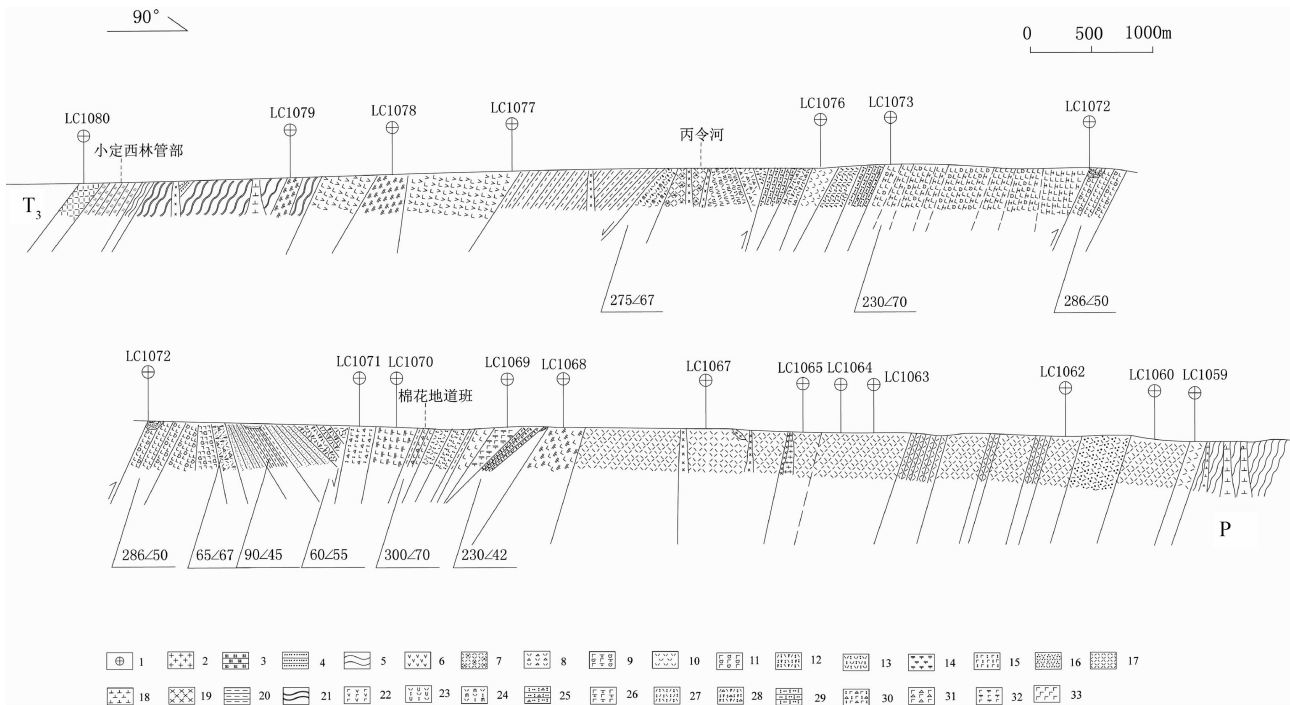 90°
0 500 1000m
LC1080 LC1079 LC1078 LC1077 LC1076 LC1073 LC1072
小定西林管部 丙令河
T₃
275∠67 230∠70 286∠50
LC1072 LC1071 LC1070 LC1069 LC1068 LC1067 LC1065 LC1064 LC1063 LC1062 LC1060 LC1059
棉花地道班
P
286∠50 65∠67 90∠45 60∠55 300∠70 230∠42
1 2 3 4 5 6 7 8 9 10 11 12 13 14 15 16 17
18 19 20 21 22 23 24 25 26 27 28 29 30 31 32 33